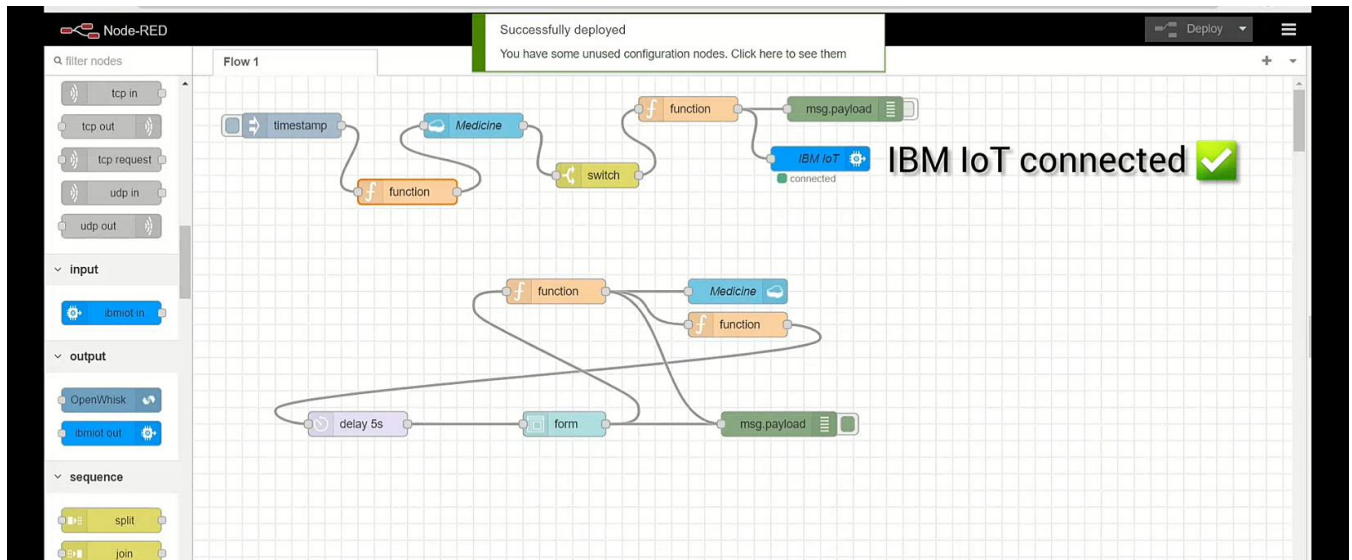 Node-RED
Successfully deployed
You have some unused configuration nodes. Click here to see them
Deploy
filter nodes
Flow 1
tcp in
tcp out
tcp request
udp in
udp out
input
ibmiot in
output
OpenWhisk
ibmiot out
sequence
split
join
timestamp
function
Medicine
switch
function
msg.payload
IBM IoT
connected
IBM IoT connected
function
Medicine
function
delay 5s
form
msg.payload